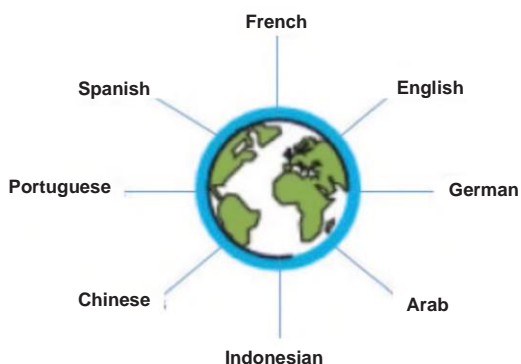 French
Spanish
English
Portuguese
German
Chinese
Arab
Indonesian